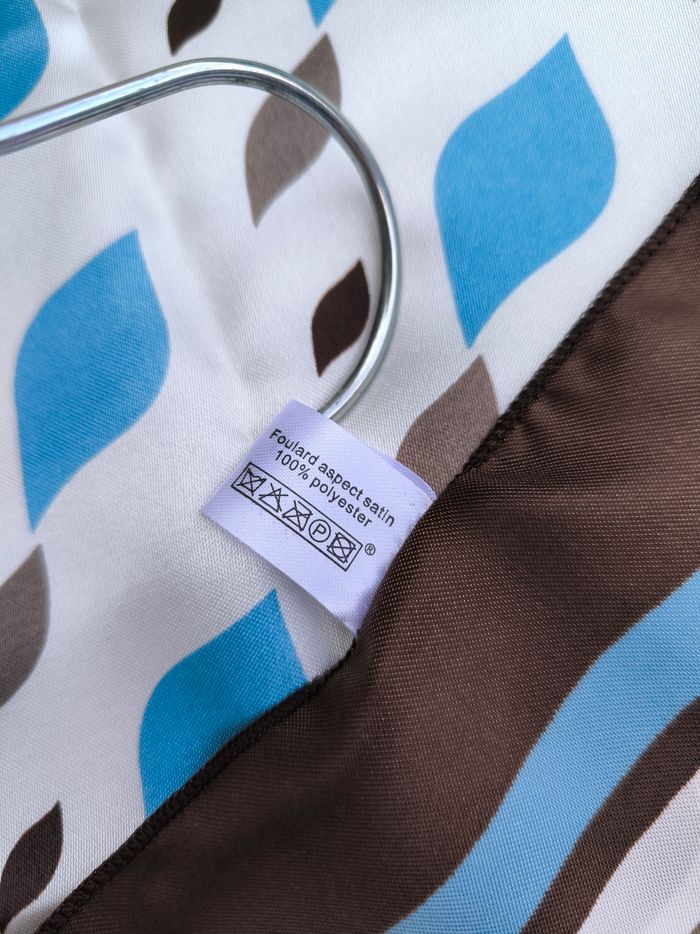 Foulard aspect satin
100% polyester
P ®